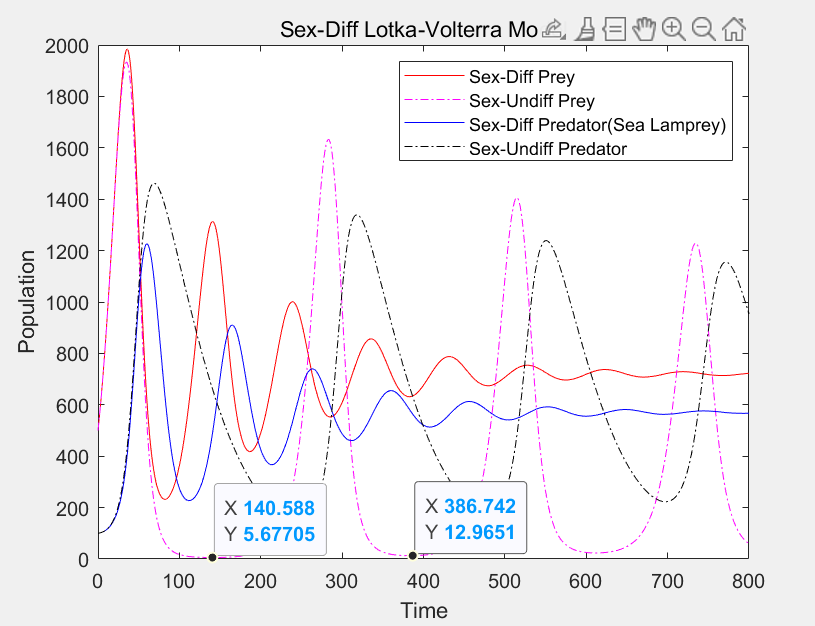 Sex-Diff Lotka-Volterra Mo
2000
1800
1600
1400
1200
1000
800
600
400
200
0
Population
Sex-Diff Prey
Sex-Undiff Prey
Sex-Diff Predator(Sea Lamprey)
Sex-Undiff Predator
X 140.588
Y 5.67705
X 386.742
Y 12.9651
0 100 200 300 400 500 600 700 800
Time